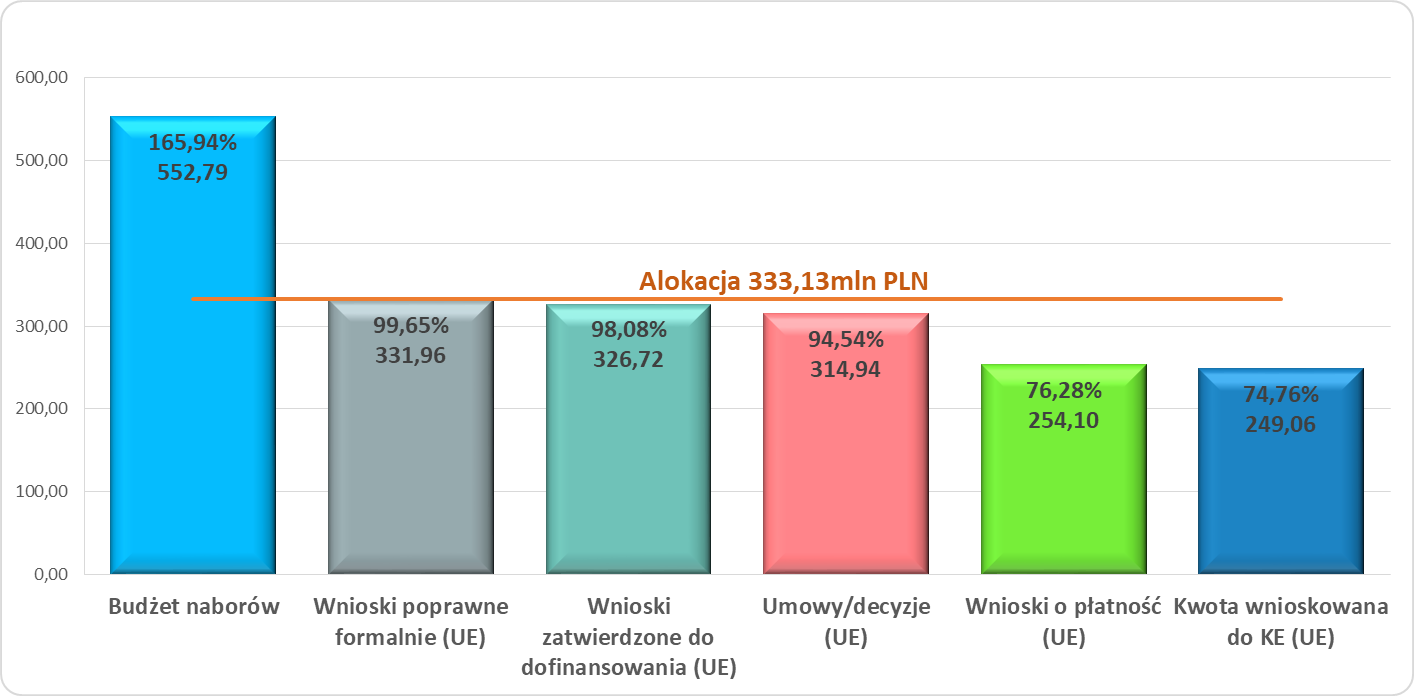 600,00
500,00
400,00
300,00
200,00
100,00
0,00
Alokacja 333,13mln PLN
165,94%
552,79
99,65%
331,96
98,08%
326,72
94,54%
314,94
76,28%
254,10
74,76%
249,06
Budżet naborów
Wnioski poprawne
formalnie (UE)
Wnioski
zatwierdzone do
dofinansowania (UE)
Umowy/decyzje
(UE)
Wnioski o płatność
(UE)
Kwota wnioskowana
do KE (UE)